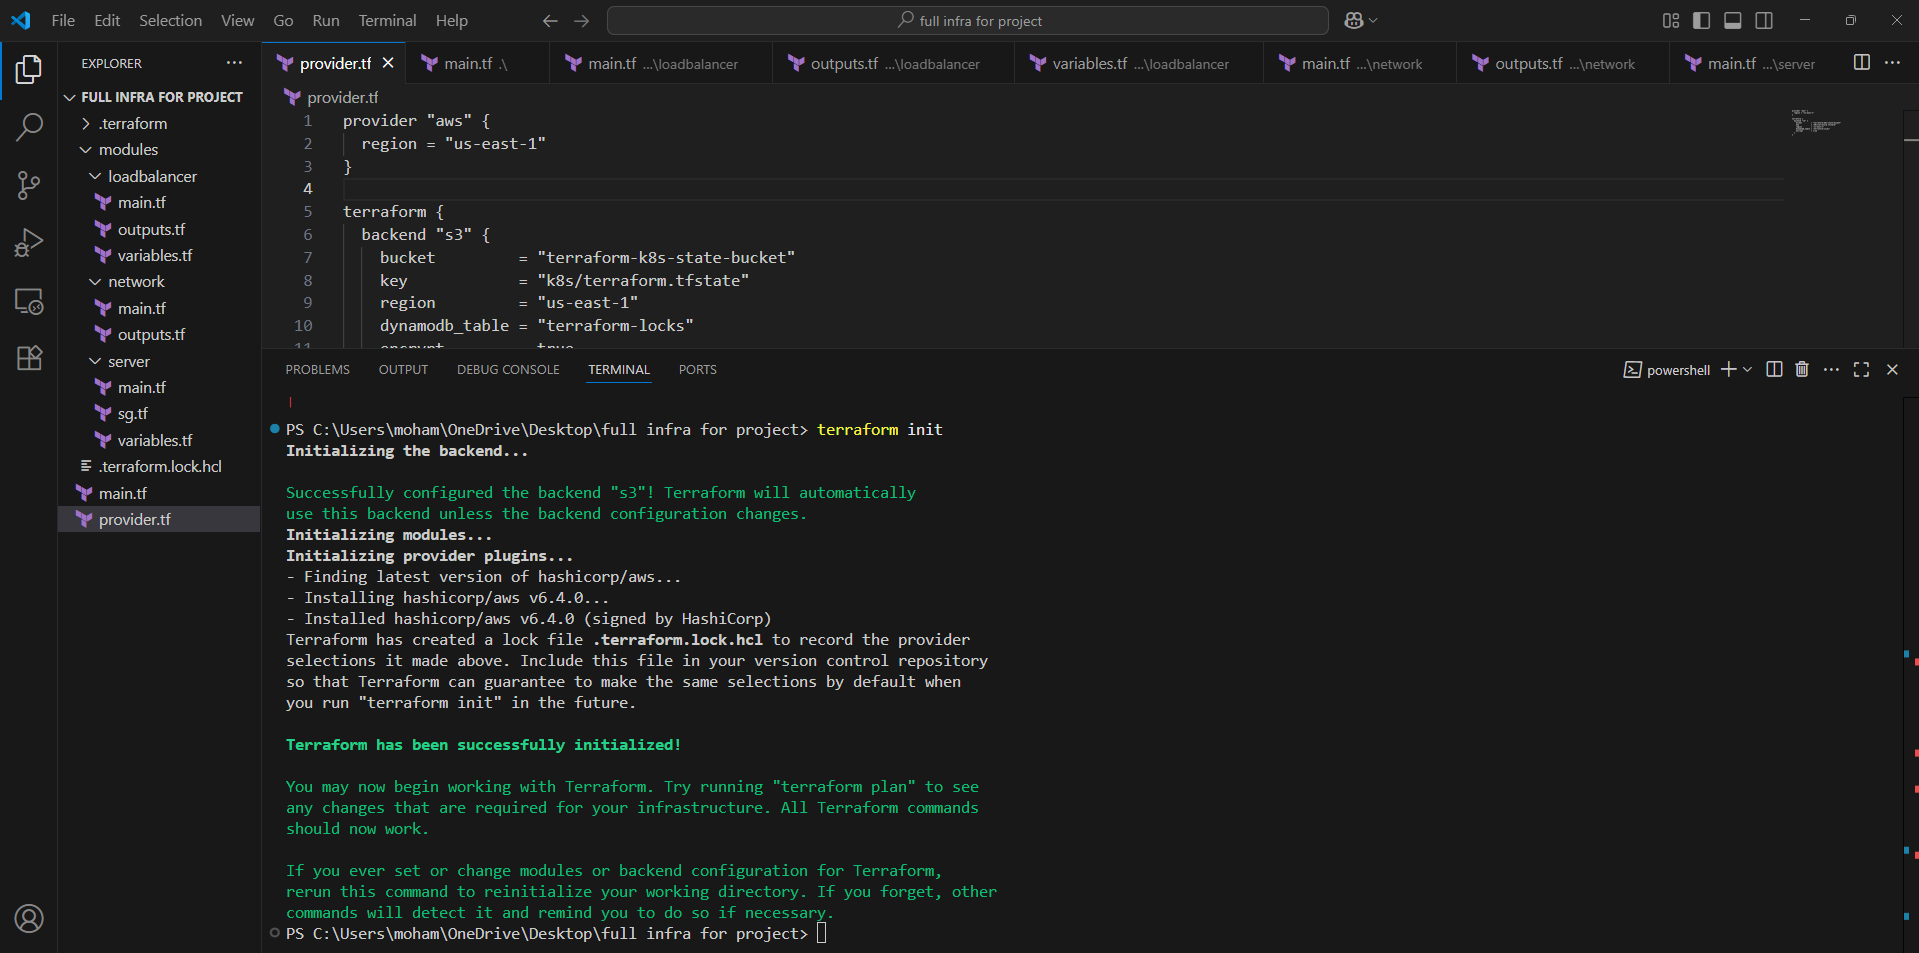 File Edit Selection View Go Run Terminal Help
full infra for project
EXPLORER
FULL INFRA FOR PROJECT
.terraform
modules
loadbalancer
main.tf
outputs.tf
variables.tf
network
main.tf
outputs.tf
server
main.tf
sg.tf
variables.tf
.terraform.lock.hcl
main.tf
provider.tf
provider.tf
main.tf .\
main.tf ...\loadbalancer
outputs.tf ...\loadbalancer
variables.tf ...\loadbalancer
main.tf ...\network
outputs.tf ...\network
main.tf ...\server
provider.tf
1 provider "aws" {
2 region = "us-east-1"
3 }
4
5 terraform {
6 backend "s3" {
7 bucket = "terraform-k8s-state-bucket"
8 key = "k8s/terraform.tfstate"
9 region = "us-east-1"
10 dynamodb_table = "terraform-locks"
11 encrypt = true
PROBLEMS OUTPUT DEBUG CONSOLE TERMINAL PORTS
powershell
PS C:\Users\moham\OneDrive\Desktop\full infra for project> terraform init
Initializing the backend...
Successfully configured the backend "s3"! Terraform will automatically
use this backend unless the backend configuration changes.
Initializing modules...
Initializing provider plugins...
- Finding latest version of hashicorp/aws...
- Installing hashicorp/aws v6.4.0...
- Installed hashicorp/aws v6.4.0 (signed by HashiCorp)
Terraform has created a lock file .terraform.lock.hcl to record the provider
selections it made above. Include this file in your version control repository
so that Terraform can guarantee to make the same selections by default when
you run "terraform init" in the future.
Terraform has been successfully initialized!
You may now begin working with Terraform. Try running "terraform plan" to see
any changes that are required for your infrastructure. All Terraform commands
should now work.
If you ever set or change modules or backend configuration for Terraform,
rerun this command to reinitialize your working directory. If you forget, other
commands will detect it and remind you to do so if necessary.
PS C:\Users\moham\OneDrive\Desktop\full infra for project>